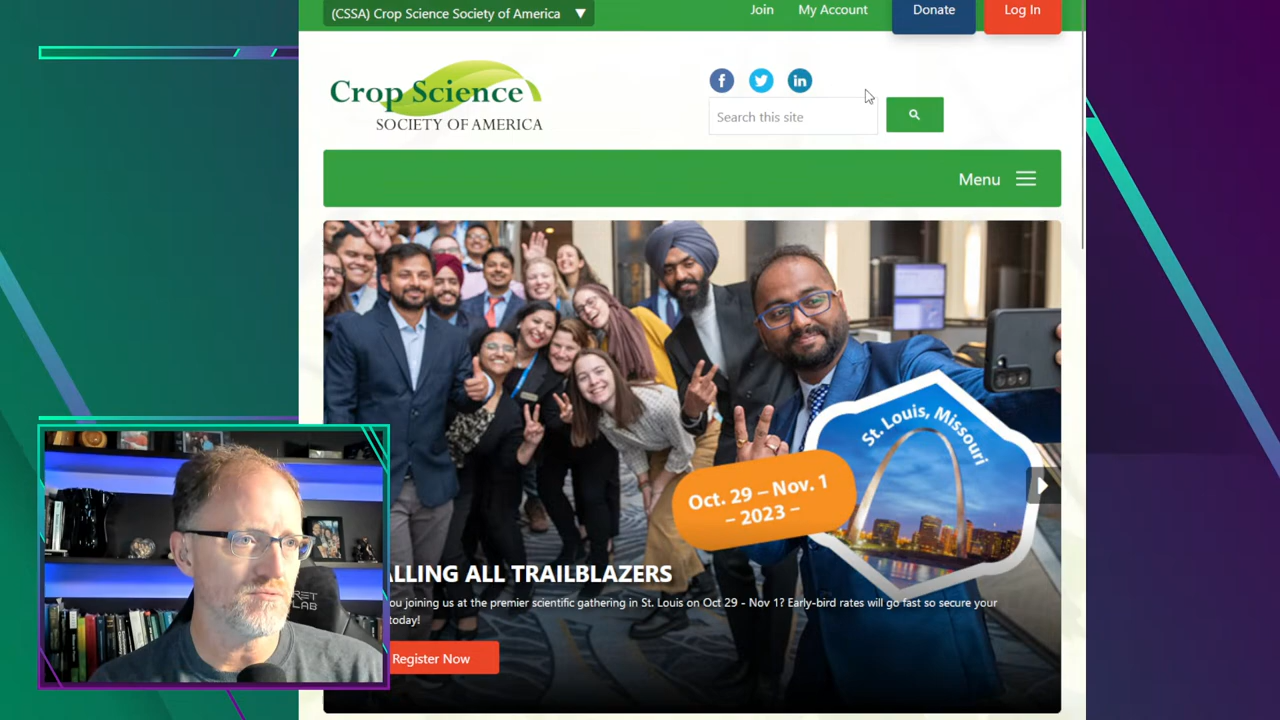 (CSSA) Crop Science Society of America ▼
Join My Account Donate Log In
Crop Science
SOCIETY OF AMERICA
Search this site
Menu
St. Louis, Missouri
Oct. 29 – Nov. 1
– 2023 –
ALLING ALL TRAILBLAZERS
ou joining us at the premier scientific gathering in St. Louis on Oct 29 - Nov 1? Early-bird rates will go fast so secure your
today!
Register Now